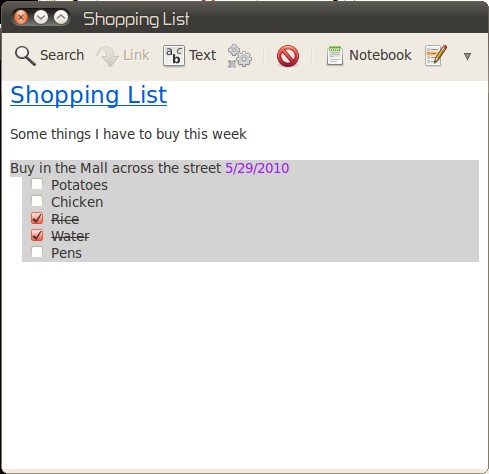 Shopping List
Search Link Text Notebook
Shopping List
Some things I have to buy this week
Buy in the Mall across the street 5/29/2010
Potatoes
Chicken
Rice
Water
Pens